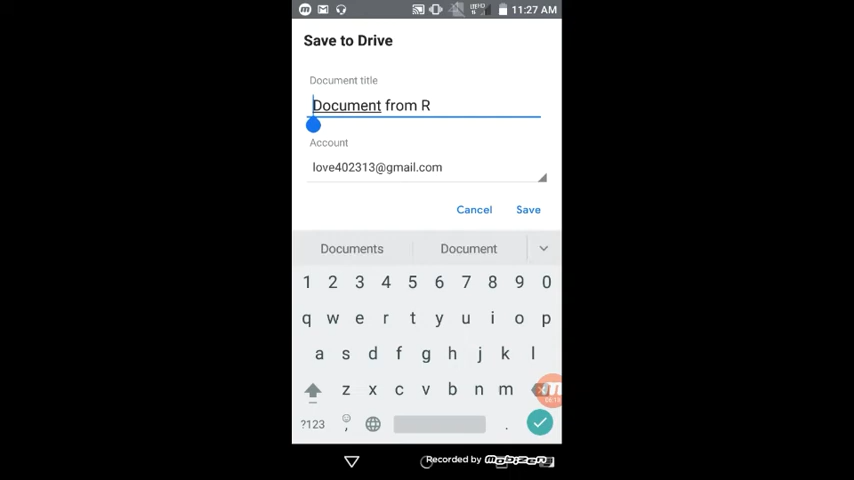 11:27 AM
Save to Drive
Document title
Document from R
Account
love402313@gmail.com
Cancel Save
Documents Document
1 2 3 4 5 6 7 8 9 0
q w e r t y u i o p
a s d f g h j k l
z x c v b n m
?123 , .
Recorded by mobizen